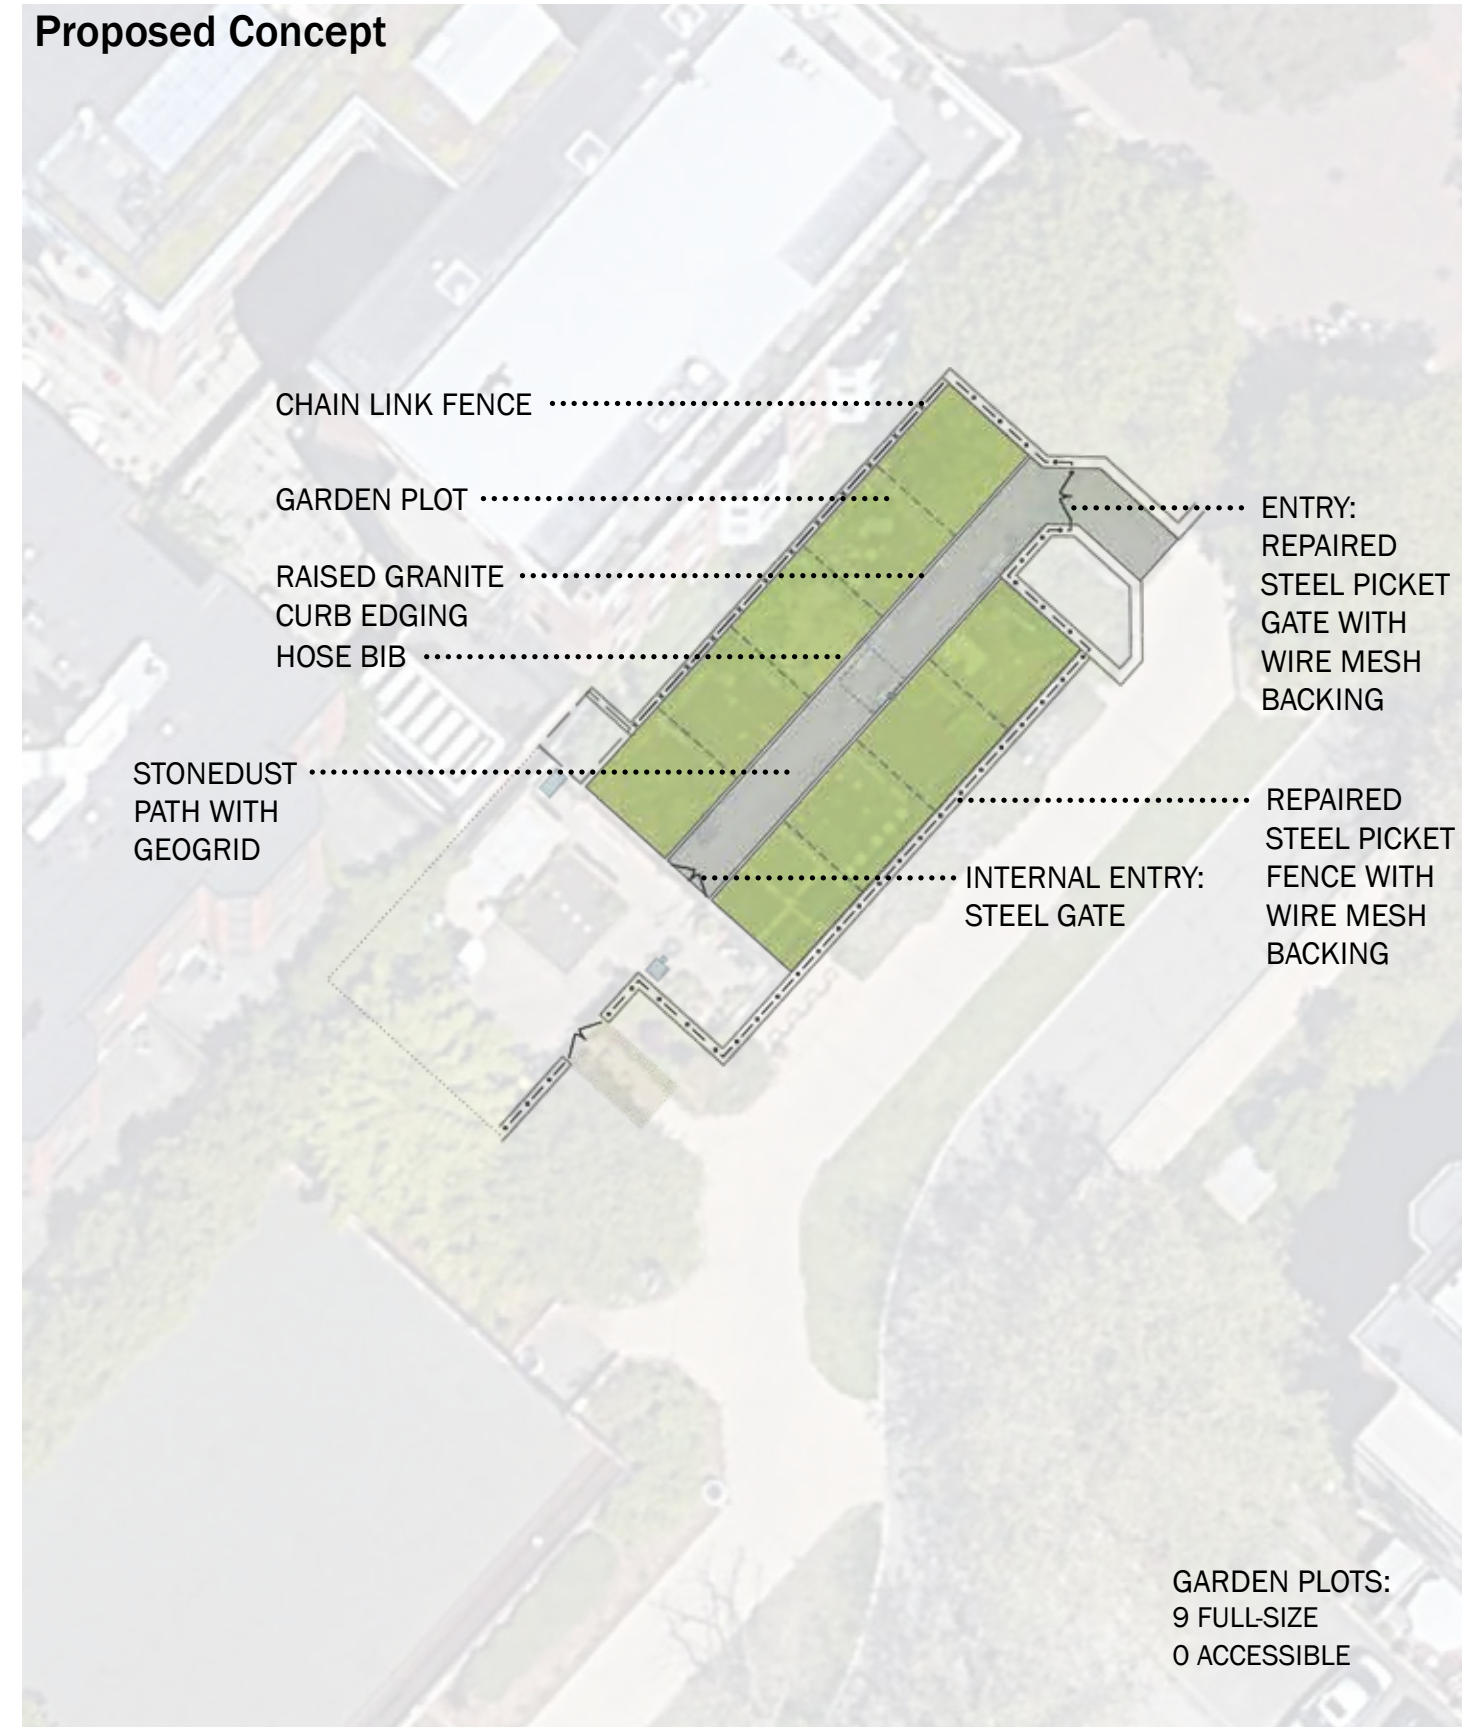 Proposed Concept
CHAIN LINK FENCE
GARDEN PLOT
RAISED GRANITE
CURB EDGING
HOSE BIB
STONEDUST
PATH WITH
GEOGRID
ENTRY:
REPAIRED
STEEL PICKET
GATE WITH
WIRE MESH
BACKING
REPAIRED
STEEL PICKET
FENCE WITH
WIRE MESH
BACKING
INTERNAL ENTRY:
STEEL GATE
GARDEN PLOTS:
9 FULL-SIZE
0 ACCESSIBLE